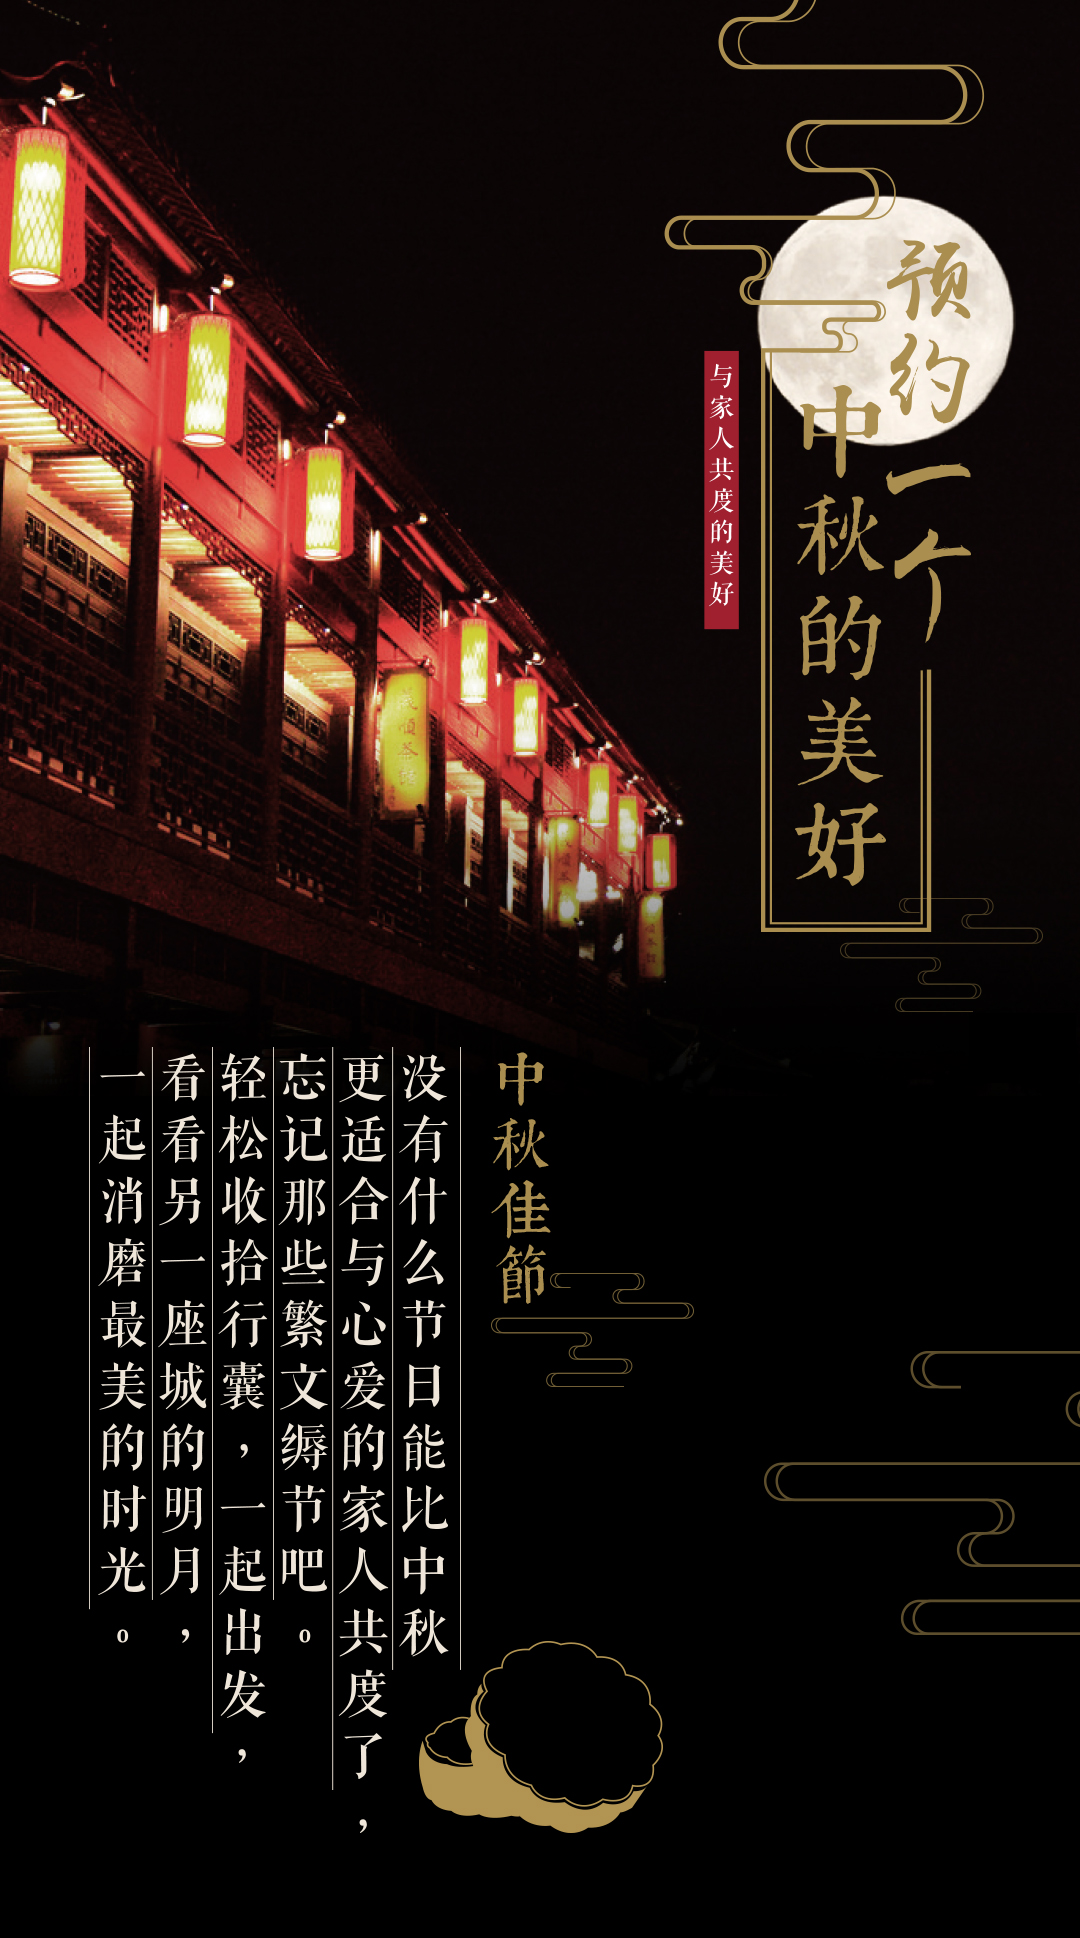 预约一个
中秋的美好
与家人共度的美好
中秋佳節
没有什么节日能比中秋
更适合与心爱的家人共度了，
忘记那些繁文缛节吧。
轻松收拾行囊，一起出发，
看看另一座城的明月，
一起消磨最美的时光。